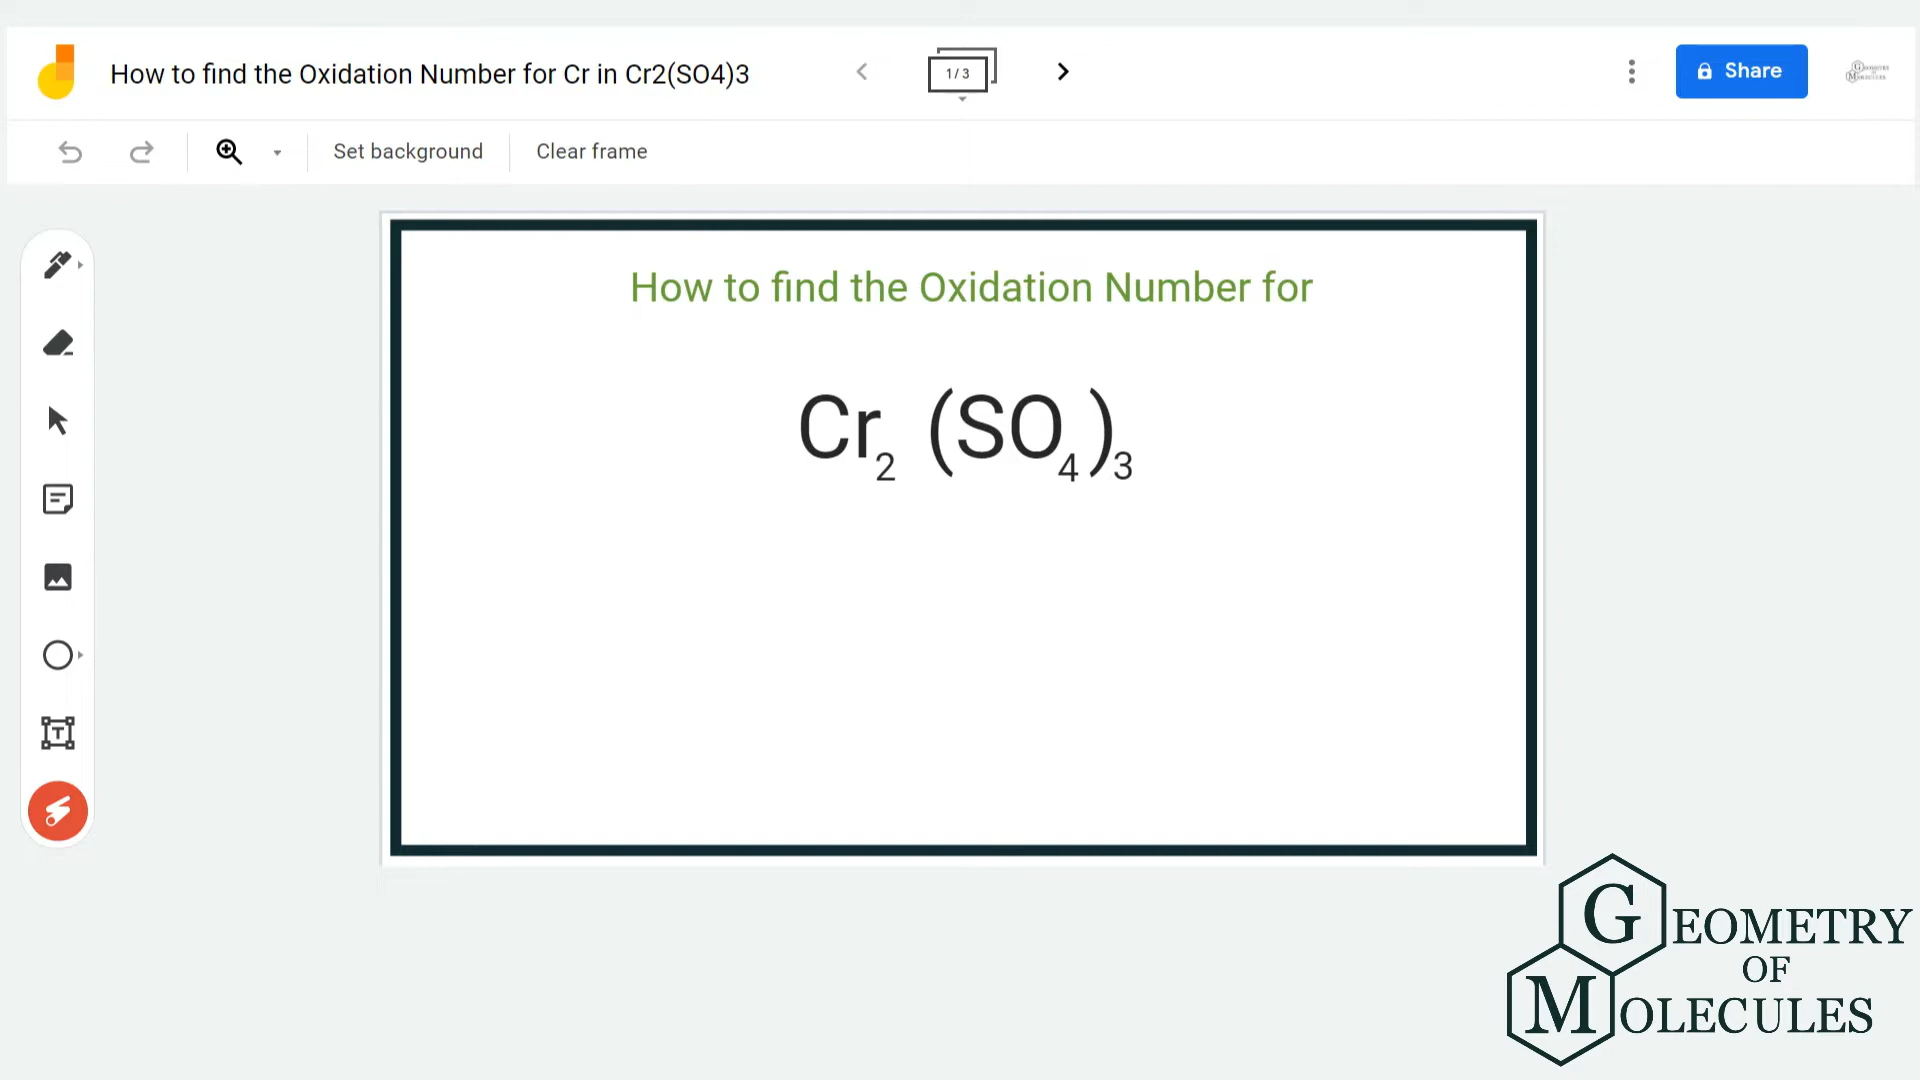 How to find the Oxidation Number for Cr in Cr2(SO4)3
1/3
Share
Set background
Clear frame
How to find the Oxidation Number for
Cr₂ (SO₄)₃
GEOMETRY
OF
MOLECULES